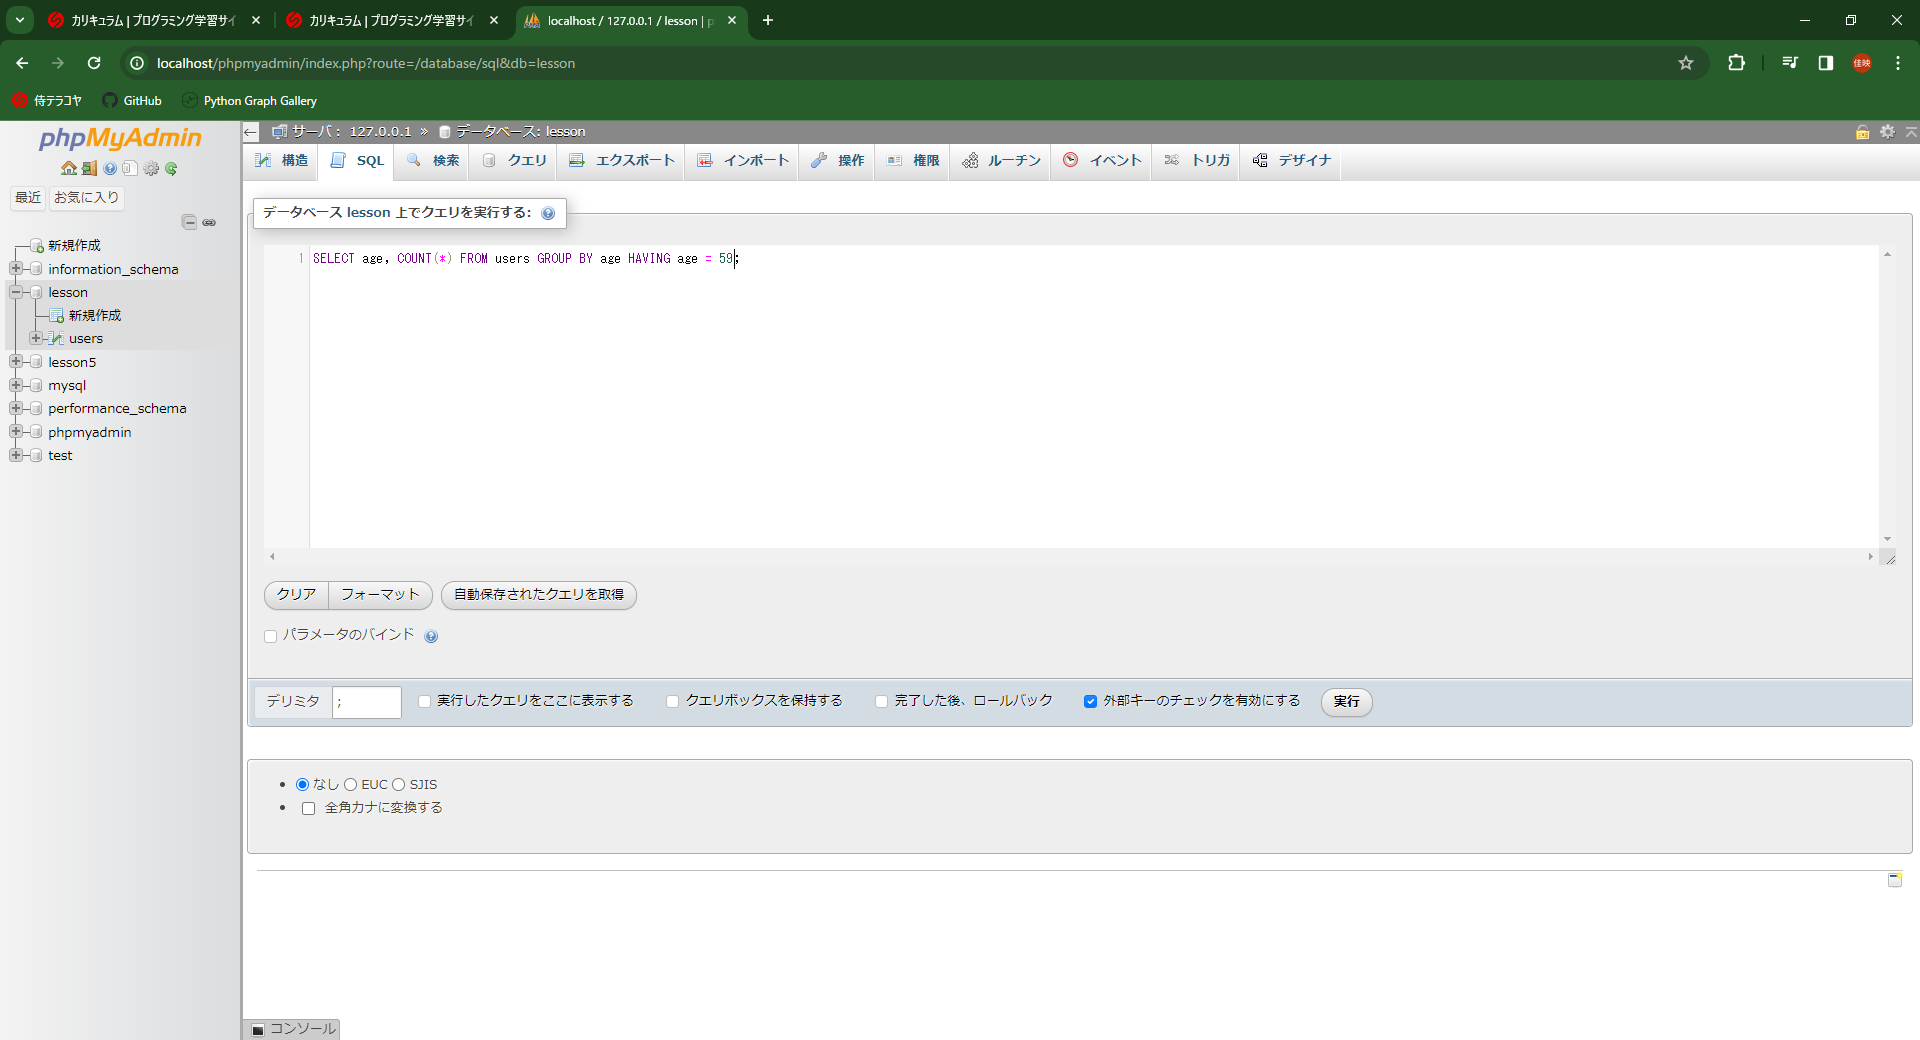 カリキュラム | プログラミング学習サイ
カリキュラム | プログラミング学習サイ
localhost / 127.0.0.1 / lesson | p
localhost/phpmyadmin/index.php?route=/database/sql&db=lesson
佳映
侍テラコヤ
GitHub
Python Graph Gallery
phpMyAdmin
最近
お気に入り
新規作成
information_schema
lesson
新規作成
users
lesson5
mysql
performance_schema
phpmyadmin
test
サーバ: 127.0.0.1 » データベース: lesson
構造 SQL 検索 クエリ エクスポート インポート 操作 権限 ルーチン イベント トリガ デザイナ
データベース lesson 上でクエリを実行する:
1 SELECT age, COUNT(*) FROM users GROUP BY age HAVING age = 59;
クリア フォーマット 自動保存されたクエリを取得
パラメータのバインド
デリミタ ; 実行したクエリをここに表示する クエリボックスを保持する 完了した後、ロールバック 外部キーのチェックを有効にする 実行
なし EUC SJIS
全角カナに変換する
コンソール